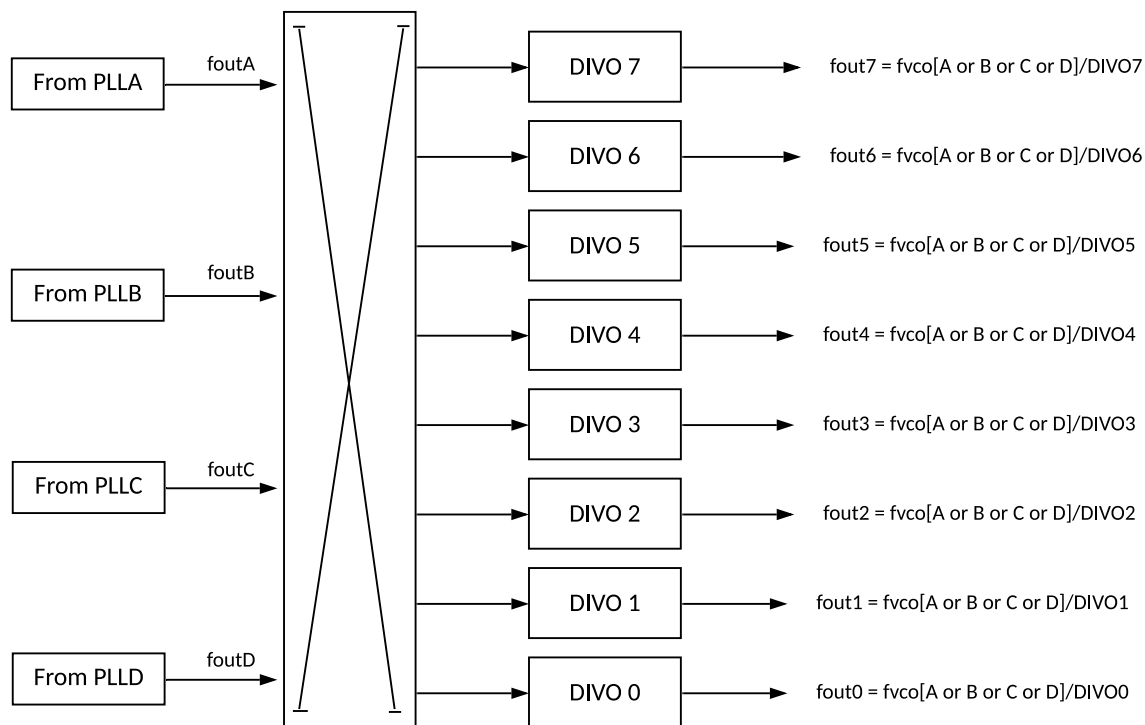 From PLLA
foutA
From PLLB
foutB
From PLLC
foutC
From PLLD
foutD
DIVO 7
fout7 = fvco[A or B or C or D]/DIVO7
DIVO 6
fout6 = fvco[A or B or C or D]/DIVO6
DIVO 5
fout5 = fvco[A or B or C or D]/DIVO5
DIVO 4
fout4 = fvco[A or B or C or D]/DIVO4
DIVO 3
fout3 = fvco[A or B or C or D]/DIVO3
DIVO 2
fout2 = fvco[A or B or C or D]/DIVO2
DIVO 1
fout1 = fvco[A or B or C or D]/DIVO1
DIVO 0
fout0 = fvco[A or B or C or D]/DIVO0